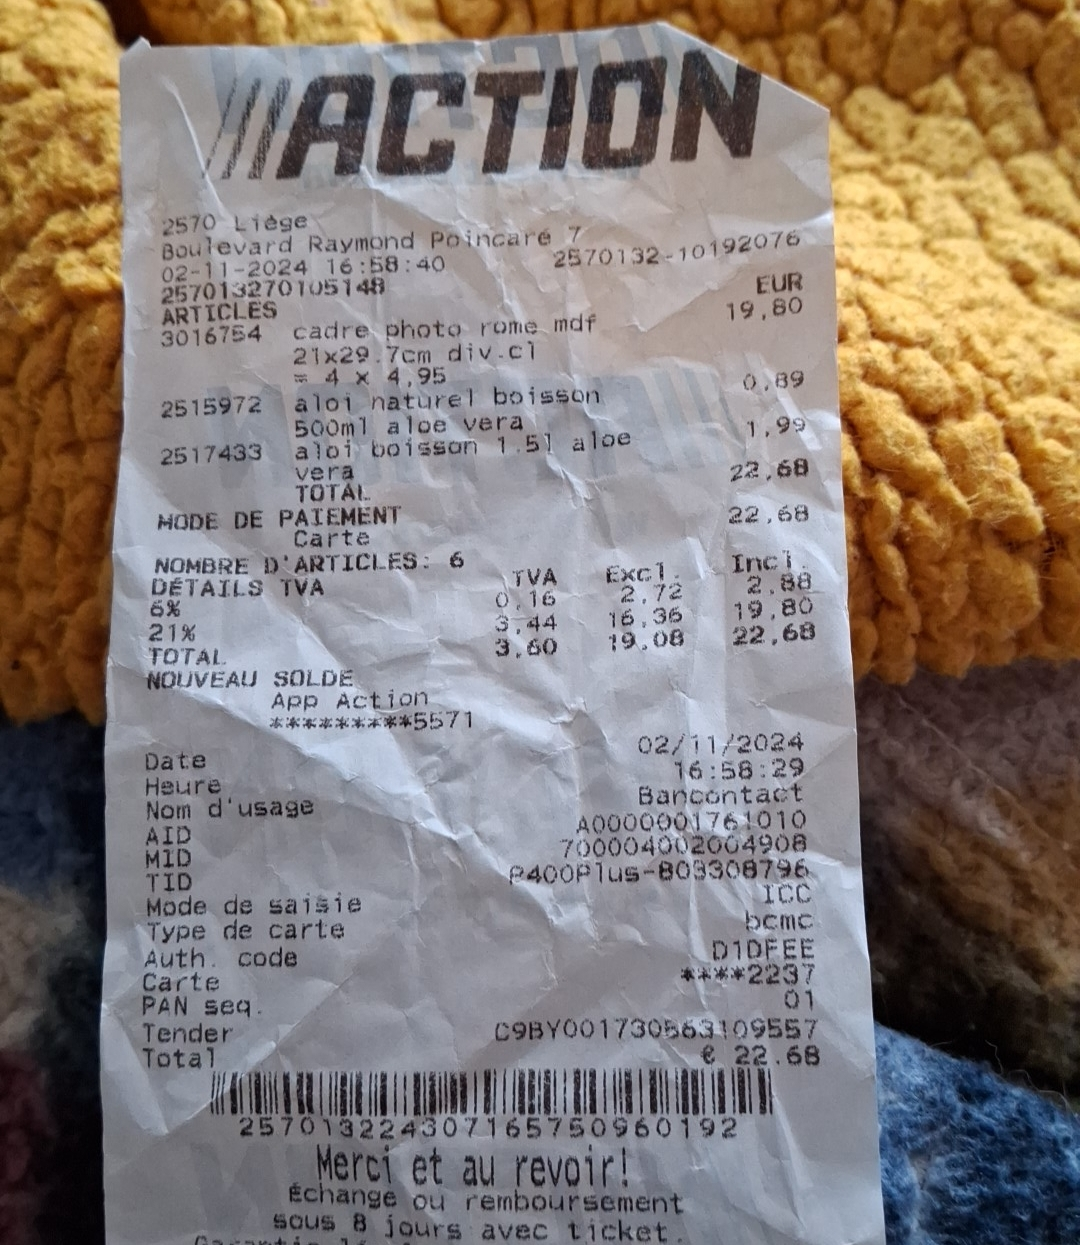 ACTION
2570 Liège
Boulevard Raymond Poincaré 7
02-11-2024 16:58:40 2570132-10192076
257013270105148 EUR
ARTICLES
3016754 cadre photo rome mdf 19,80
21x29.7cm div.cl
= 4 x 4,95
2515972 aloi naturel boisson 0,89
500ml aloe vera
2517433 aloi boisson 1.5l aloe 1,99
vera
TOTAL 22,68
MODE DE PAIEMENT
Carte 22,68
NOMBRE D'ARTICLES: 6
DÉTAILS TVA TVA Excl. Incl.
6% 0,16 2,72 2,88
21% 3,44 16,36 19,80
TOTAL 3,60 19,08 22,68
NOUVEAU SOLDE
App Action
*********5571
Date 02/11/2024
Heure 16:58:29
Nom d'usage Bancontact
AID A0000001761010
MID 700004002004908
TID P400Plus-803308796
Mode de saisie ICC
Type de carte bcmc
Auth. code D1DFEE
Carte ****2237
PAN seq. 01
Tender C9BY001730563109557
Total € 22.68
257013224307165750960192
Merci et au revoir!
Échange ou remboursement
sous 8 jours avec ticket.